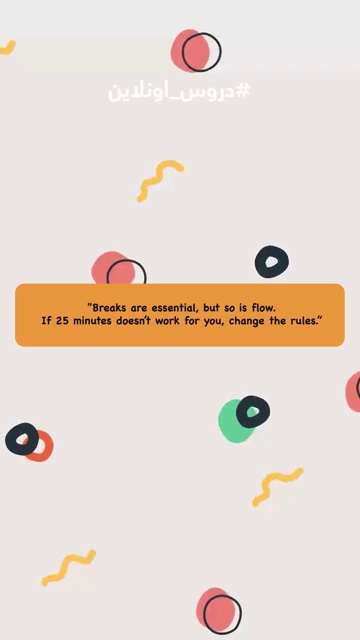 #دروس_اونلاين
"Breaks are essential, but so is flow.
If 25 minutes doesn't work for you, change the rules."